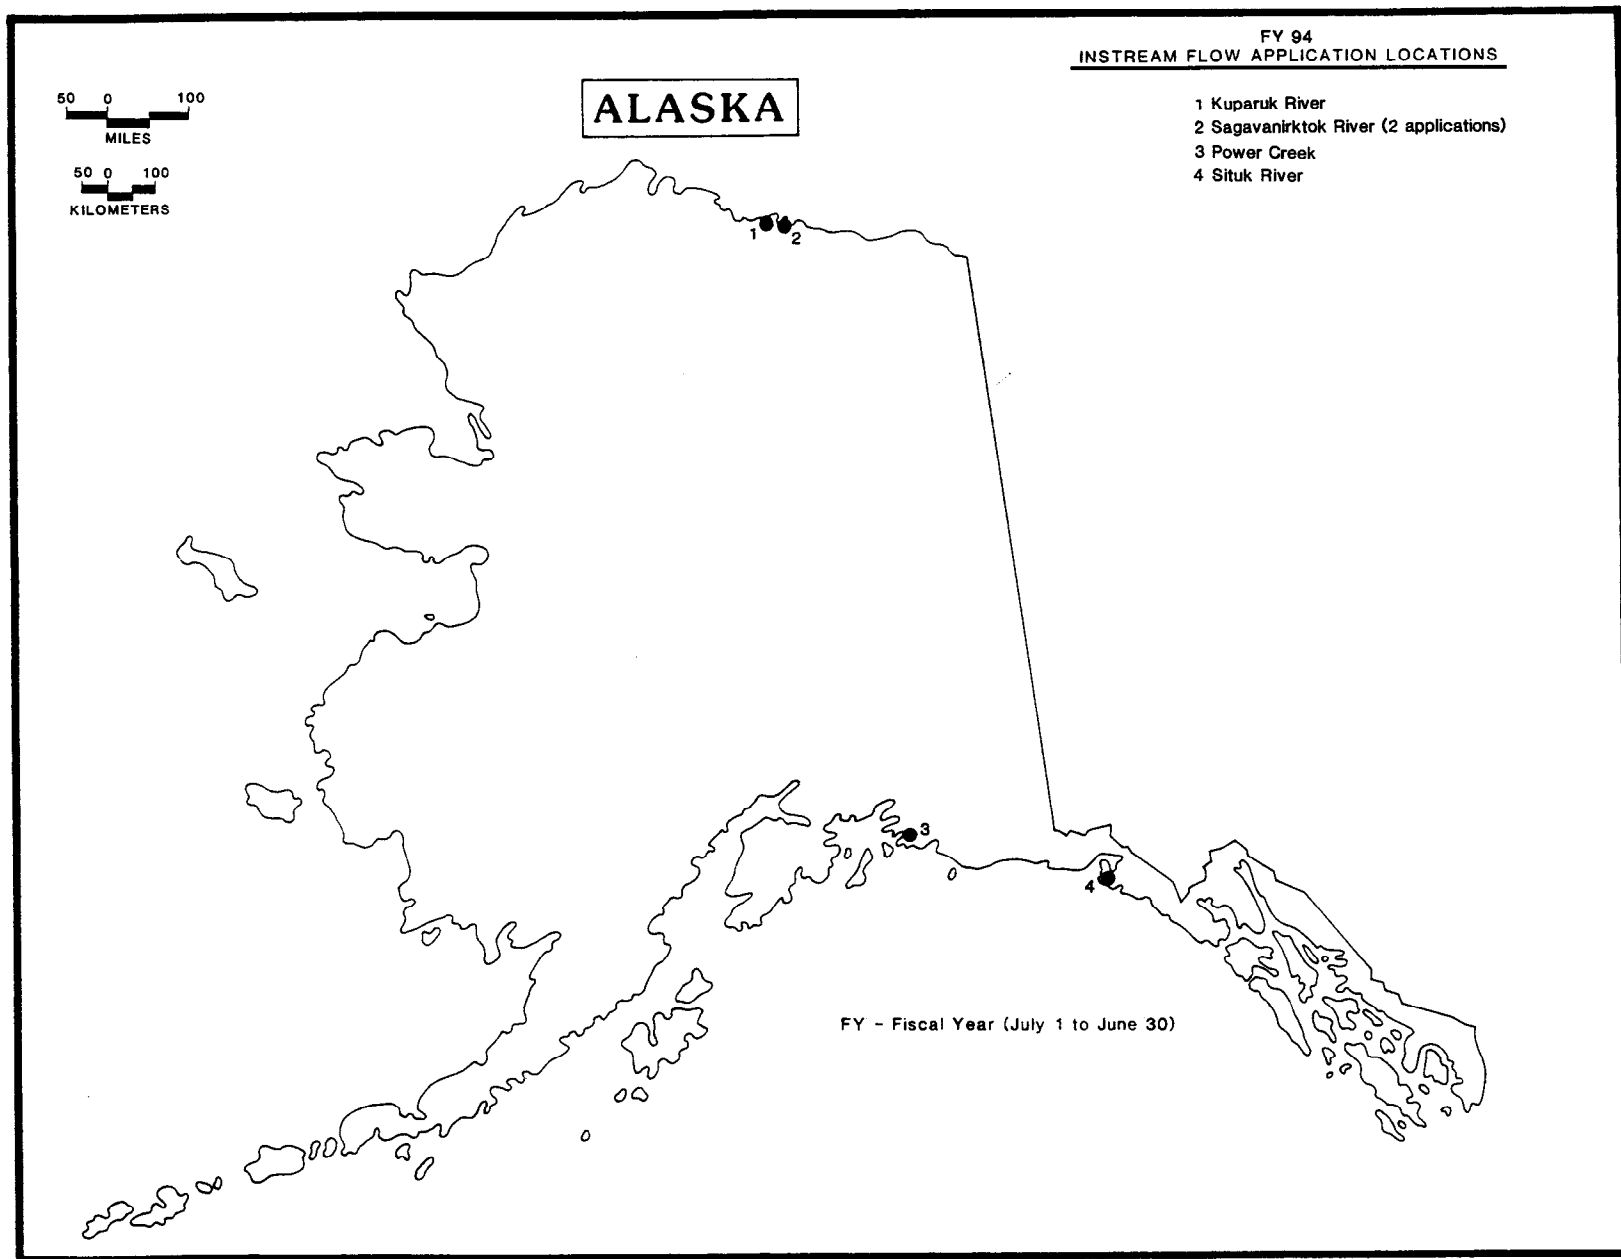 FY 94
INSTREAM FLOW APPLICATION LOCATIONS
ALASKA
50 0 100
MILES
50 0 100
KILOMETERS
1 Kuparuk River
2 Sagavanirktok River (2 applications)
3 Power Creek
4 Situk River
1
2
3
4
FY - Fiscal Year (July 1 to June 30)